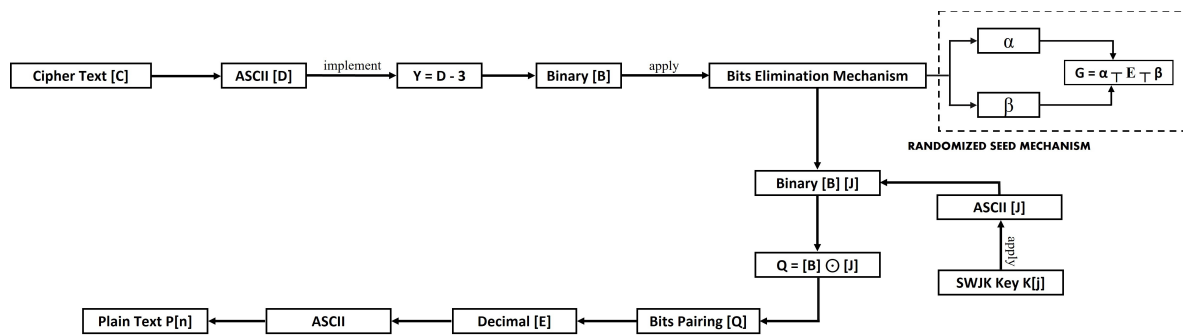 Cipher Text [C]
ASCII [D]
implement
Y = D - 3
Binary [B]
apply
Bits Elimination Mechanism
α
β
G = α ┬ E ┬ β
RANDOMIZED SEED MECHANISM
Binary [B] [J]
ASCII [J]
apply
SWJK Key K[j]
Q = [B] ⊙ [J]
Plain Text P[n]
ASCII
Decimal [E]
Bits Pairing [Q]